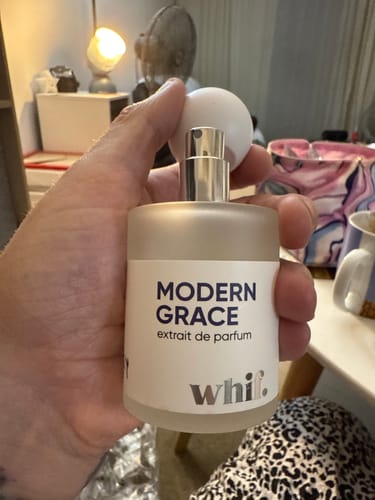 MODERN
GRACE
extrait de parfum
whif.